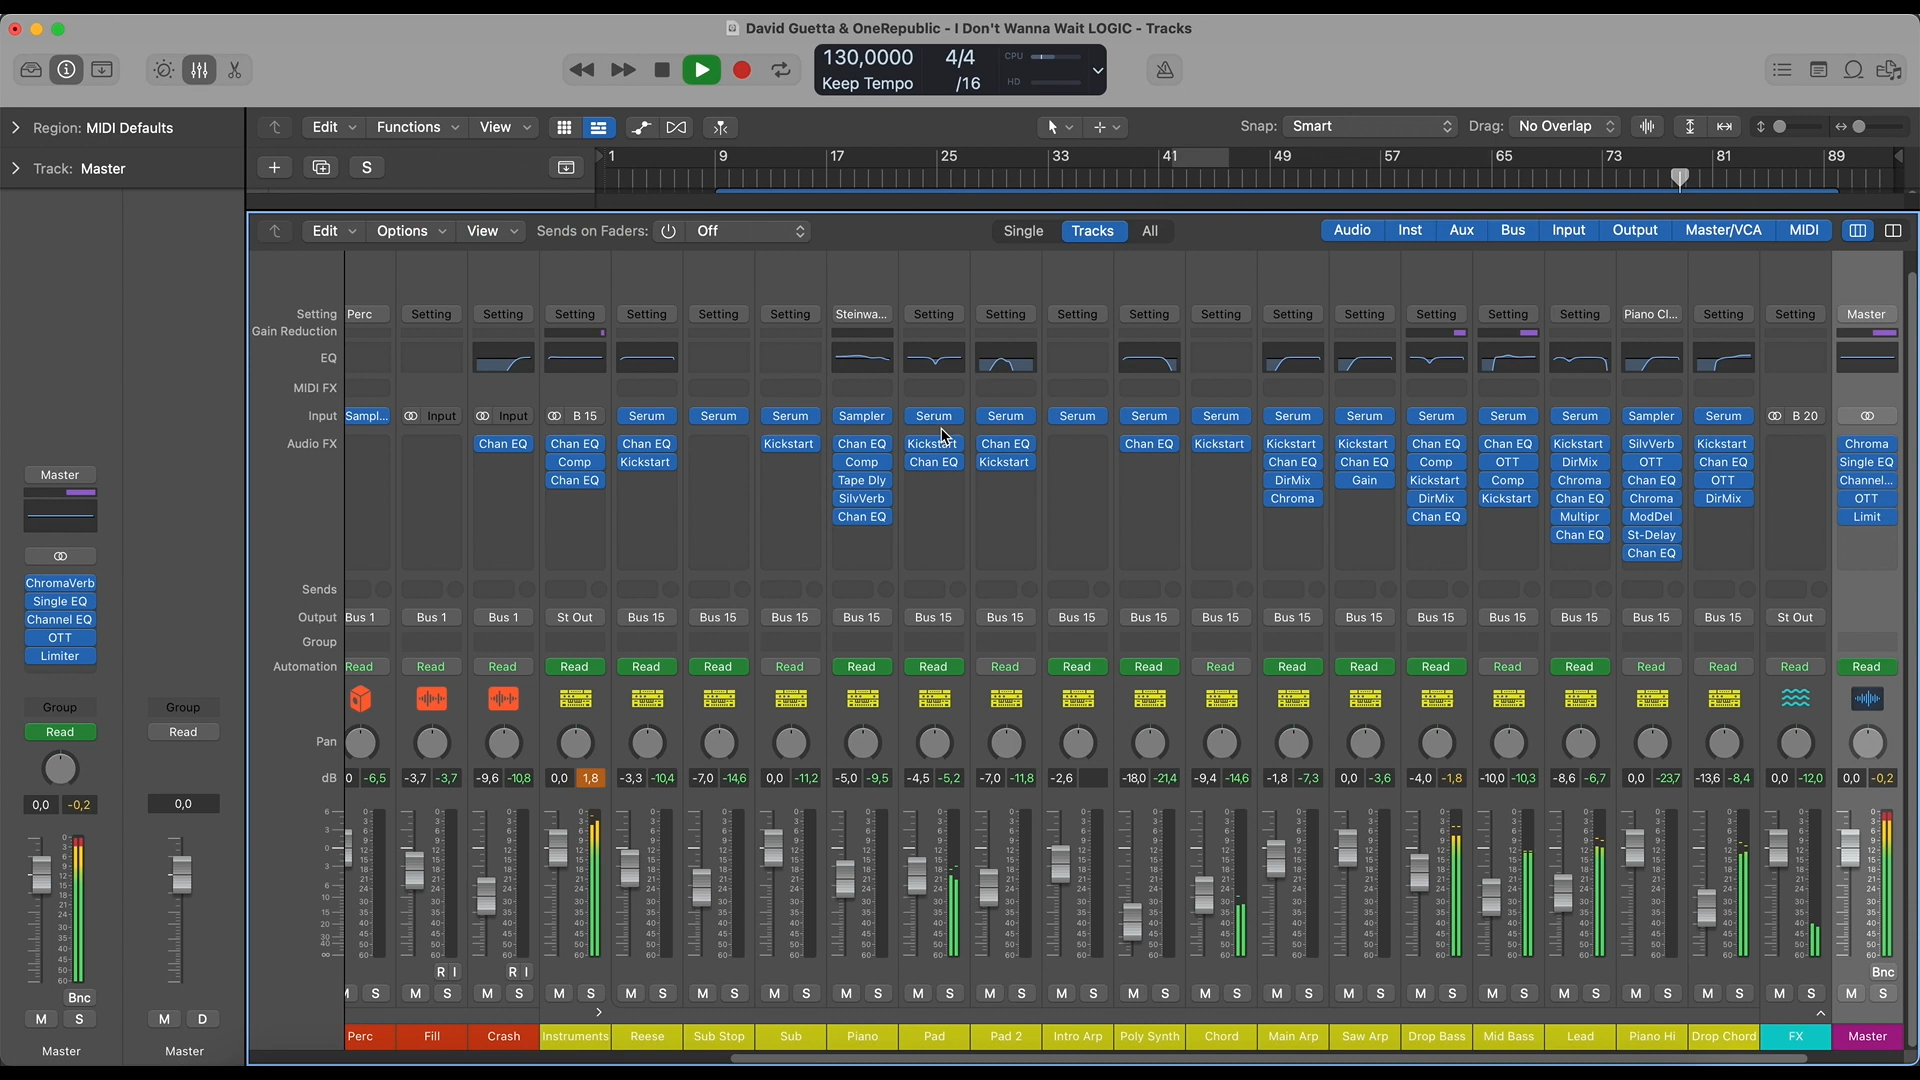 David Guetta & OneRepublic - I Don't Wanna Wait LOGIC - Tracks
130,0000 4/4 CPU
Keep Tempo /16 HD
Region: MIDI Defaults Edit Functions View Snap: Smart Drag: No Overlap
Track: Master S 1 9 17 25 33 41 49 57 65 73 81 89
Edit Options View Sends on Faders: Off Single Tracks All Audio Inst Aux Bus Input Output Master/VCA MIDI
Setting Perc Setting Setting Setting Setting Setting Setting Steinwa... Setting Setting Setting Setting Setting Setting Setting Setting Setting Setting Piano Cl... Setting Setting Master
Gain Reduction
EQ
MIDI FX
Input Sampl... Input Input B 15 Serum Serum Serum Sampler Serum Serum Serum Serum Serum Serum Serum Serum Serum Serum Sampler Serum B 20
Audio FX Chan EQ Chan EQ Chan EQ Kickstart Chan EQ Kickstart Chan EQ Chan EQ Kickstart Kickstart Kickstart Chan EQ Chan EQ Kickstart SilvVerb Kickstart Chroma
Comp Kickstart Comp Chan EQ Kickstart Chan EQ Chan EQ Comp OTT DirMix OTT Chan EQ Single EQ
Chan EQ Tape Dly DirMix Gain Kickstart Comp Chroma Chan EQ OTT Channel...
SilvVerb Chroma DirMix Kickstart Chan EQ Chroma DirMix OTT
Chan EQ Chan EQ Multipr ModDel Limit
Chan EQ St-Delay
Chan EQ
Sends
Output Bus 1 Bus 1 Bus 1 St Out Bus 15 Bus 15 Bus 15 Bus 15 Bus 15 Bus 15 Bus 15 Bus 15 Bus 15 Bus 15 Bus 15 Bus 15 Bus 15 Bus 15 Bus 15 Bus 15 St Out
Group
Automation Read Read Read Read Read Read Read Read Read Read Read Read Read Read Read Read Read Read Read Read Read Read
Pan
dB 0 -6,5 -3,7 -3,7 -9,6 -10,8 0,0 1,8 -3,3 -10,4 -7,0 -14,6 0,0 -11,2 -5,0 -9,5 -4,5 -5,2 -7,0 -11,8 -2,6 -18,0 -21,4 -9,4 -14,6 -1,8 -7,3 0,0 -3,6 -4,0 -1,8 -10,0 -10,3 -8,6 -6,7 0,0 -23,7 -13,6 -8,4 0,0 -12,0 0,0 -0,2
R I R I Bnc
M S M S M S M S M S M S M S M S M S M S M S M S M S M S M S M S M S M S M S M S M S
Perc Fill Crash Instruments Reese Sub Stop Sub Piano Pad Pad 2 Intro Arp Poly Synth Chord Main Arp Saw Arp Drop Bass Mid Bass Lead Piano Hi Drop Chord FX Master
Master
ChromaVerb
Single EQ
Channel EQ
OTT
Limiter
Group Group
Read Read
0,0 -0,2 0,0
Bnc
M S M D
Master Master